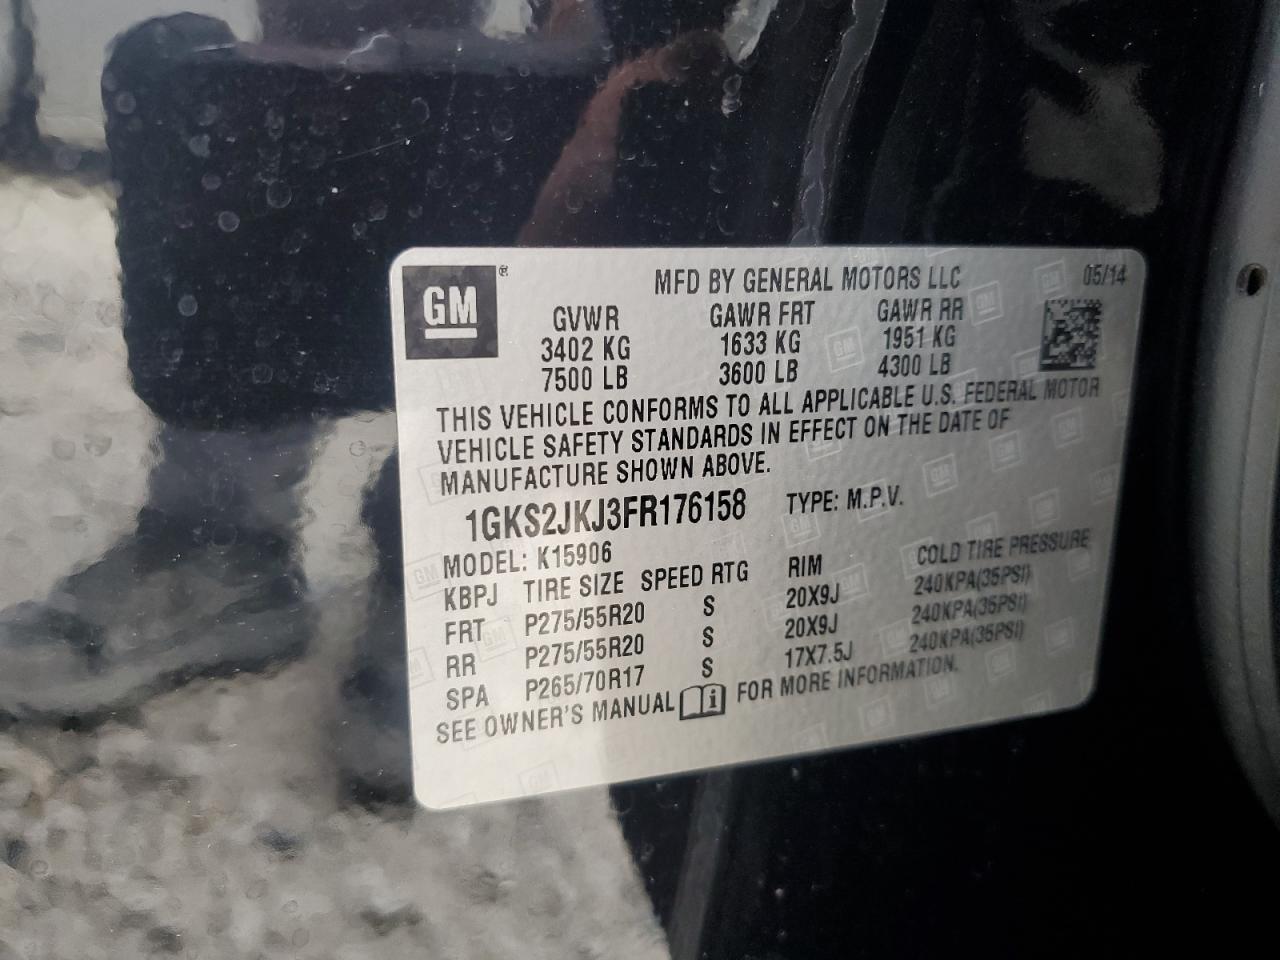 GM ® MFD BY GENERAL MOTORS LLC 05/14
GVWR GAWR FRT GAWR RR
3402 KG 1633 KG 1951 KG
7500 LB 3600 LB 4300 LB
THIS VEHICLE CONFORMS TO ALL APPLICABLE U.S. FEDERAL MOTOR
VEHICLE SAFETY STANDARDS IN EFFECT ON THE DATE OF
MANUFACTURE SHOWN ABOVE.
1GKS2JKJ3FR176158 TYPE: M.P.V.
MODEL: K15906
KBPJ TIRE SIZE SPEED RTG RIM COLD TIRE PRESSURE
FRT P275/55R20 S 20X9J 240KPA(35PSI)
RR P275/55R20 S 20X9J 240KPA(35PSI)
SPA P265/70R17 S 17X7.5J 240KPA(35PSI)
SEE OWNER'S MANUAL FOR MORE INFORMATION.